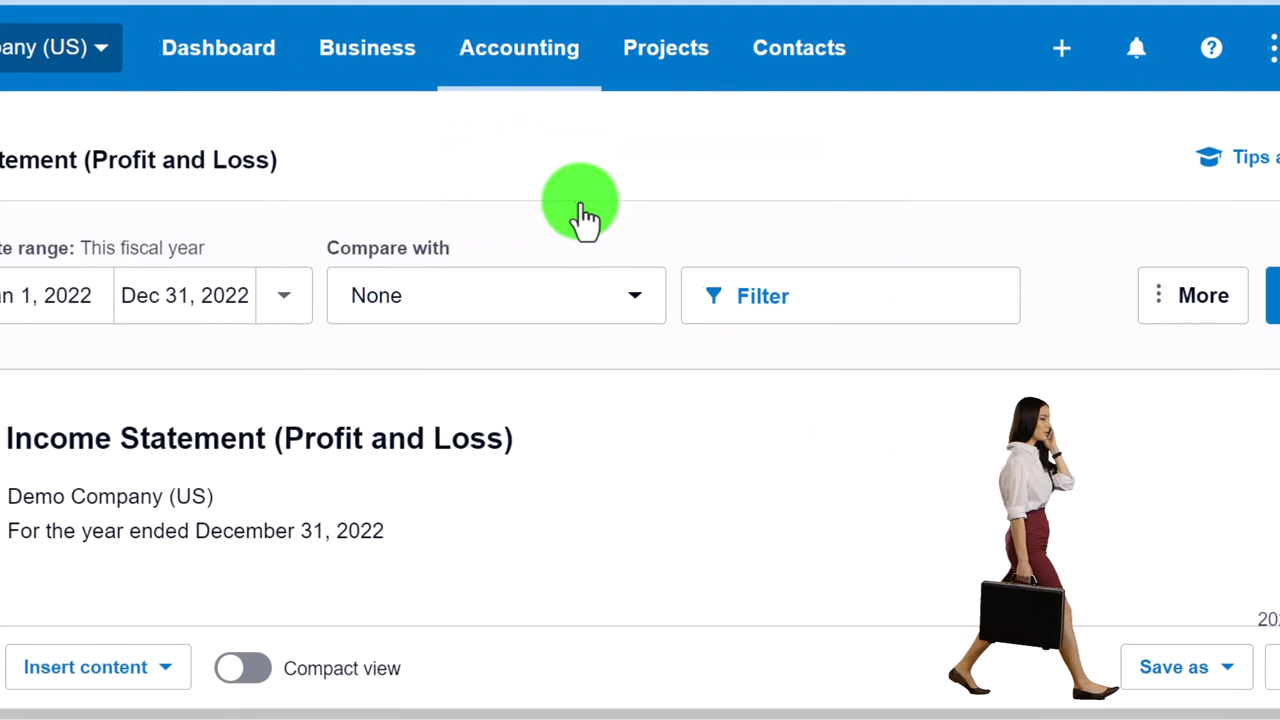 any (US)
Dashboard
Business
Accounting
Projects
Contacts
tement (Profit and Loss)
Tips a
te range: This fiscal year
Compare with
n 1, 2022
Dec 31, 2022
None
Filter
More
Income Statement (Profit and Loss)
Demo Company (US)
For the year ended December 31, 2022
20
Insert content
Compact view
Save as